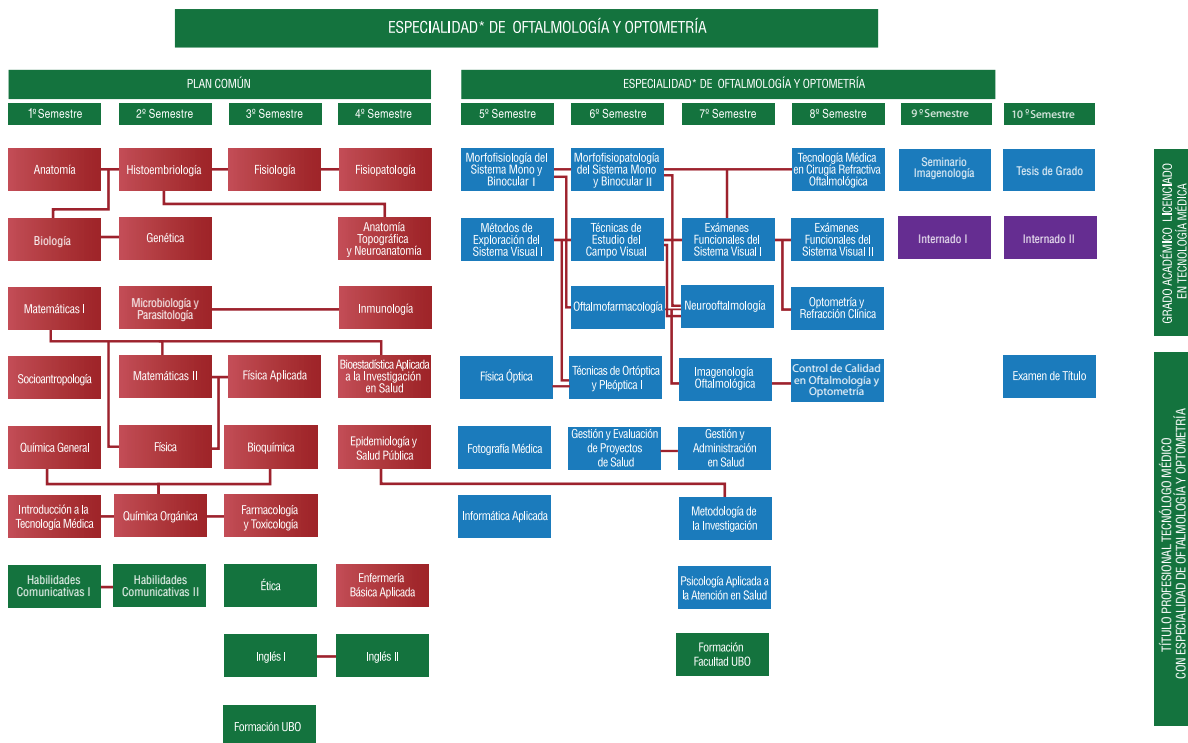 ESPECIALIDAD* DE OFTALMOLOGÍA Y OPTOMETRÍA
PLAN COMÚN
ESPECIALIDAD* DE OFTALMOLOGÍA Y OPTOMETRÍA
1º Semestre
2º Semestre
3º Semestre
4º Semestre
5º Semestre
6º Semestre
7º Semestre
8º Semestre
9º Semestre
10º Semestre
Anatomía
Histoembriología
Fisiología
Fisiopatología
Morfofisiología del
Sistema Mono y
Binocular I
Morfofisiopatología
del Sistema Mono
y Binocular II
Tecnología Médica
en Cirugía Refractiva
Oftalmológica
Seminario
Imagenología
Tesis de Grado
Biología
Genética
Anatomía
Topográfica
y Neuroanatomía
Métodos de
Exploración del
Sistema Visual I
Técnicas de
Estudio del
Campo Visual
Exámenes
Funcionales del
Sistema Visual I
Exámenes
Funcionales del
Sistema Visual II
Internado I
Internado II
Matemáticas I
Microbiología y
Parasitología
Inmunología
Oftalmofarmacología
Neurooftalmología
Optometría y
Refracción Clínica
Socioantropología
Matemáticas II
Física Aplicada
Bioestadística Aplicada
a la Investigación
en Salud
Física Óptica
Técnicas de Ortóptica
y Pleóptica I
Imagenología
Oftalmológica
Control de Calidad
en Oftalmología y
Optometría
Examen de Título
Química General
Física
Bioquímica
Epidemiología y
Salud Pública
Fotografía Médica
Gestión y Evaluación
de Proyectos
de Salud
Gestión y
Administración
en Salud
Introducción a la
Tecnología Médica
Química Orgánica
Farmacología
y Toxicología
Informática Aplicada
Metodología de
la Investigación
Habilidades
Comunicativas I
Habilidades
Comunicativas II
Ética
Enfermería
Básica Aplicada
Psicología Aplicada a
la Atención en Salud
Inglés I
Inglés II
Formación
Facultad UBO
Formación UBO
GRADO ACADÉMICO LICENCIADO
EN TECNOLOGÍA MÉDICA
TÍTULO PROFESIONAL TECNÓLOGO MÉDICO
CON ESPECIALIDAD DE OFTALMOLOGÍA Y OPTOMETRÍA